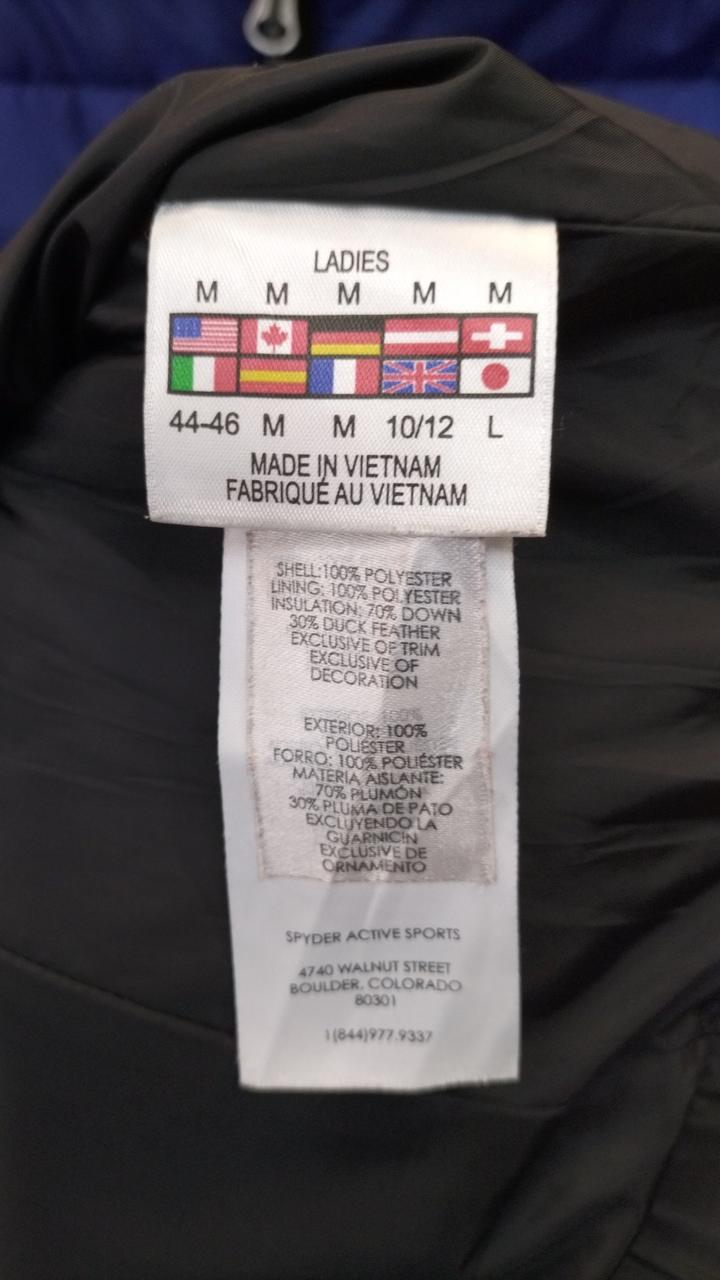 LADIES
M M M M M
44-46 M M 10/12 L
MADE IN VIETNAM
FABRIQUÉ AU VIETNAM
SHELL:100% POLYESTER
LINING: 100% POLYESTER
INSULATION: 70% DOWN
30% DUCK FEATHER
EXCLUSIVE OF TRIM
EXCLUSIVE OF
DECORATION
EXTERIOR: 100%
POLIÉSTER
FORRO: 100% POLIÉSTER
MATERIA AISLANTE:
70% PLUMÓN
30% PLUMA DE PATO
EXCLUYENDO LA
GUARNICIN
EXCLUSIVE DE
ORNAMENTO
SPYDER ACTIVE SPORTS
4740 WALNUT STREET
BOULDER, COLORADO
80301
1(844)977.9337